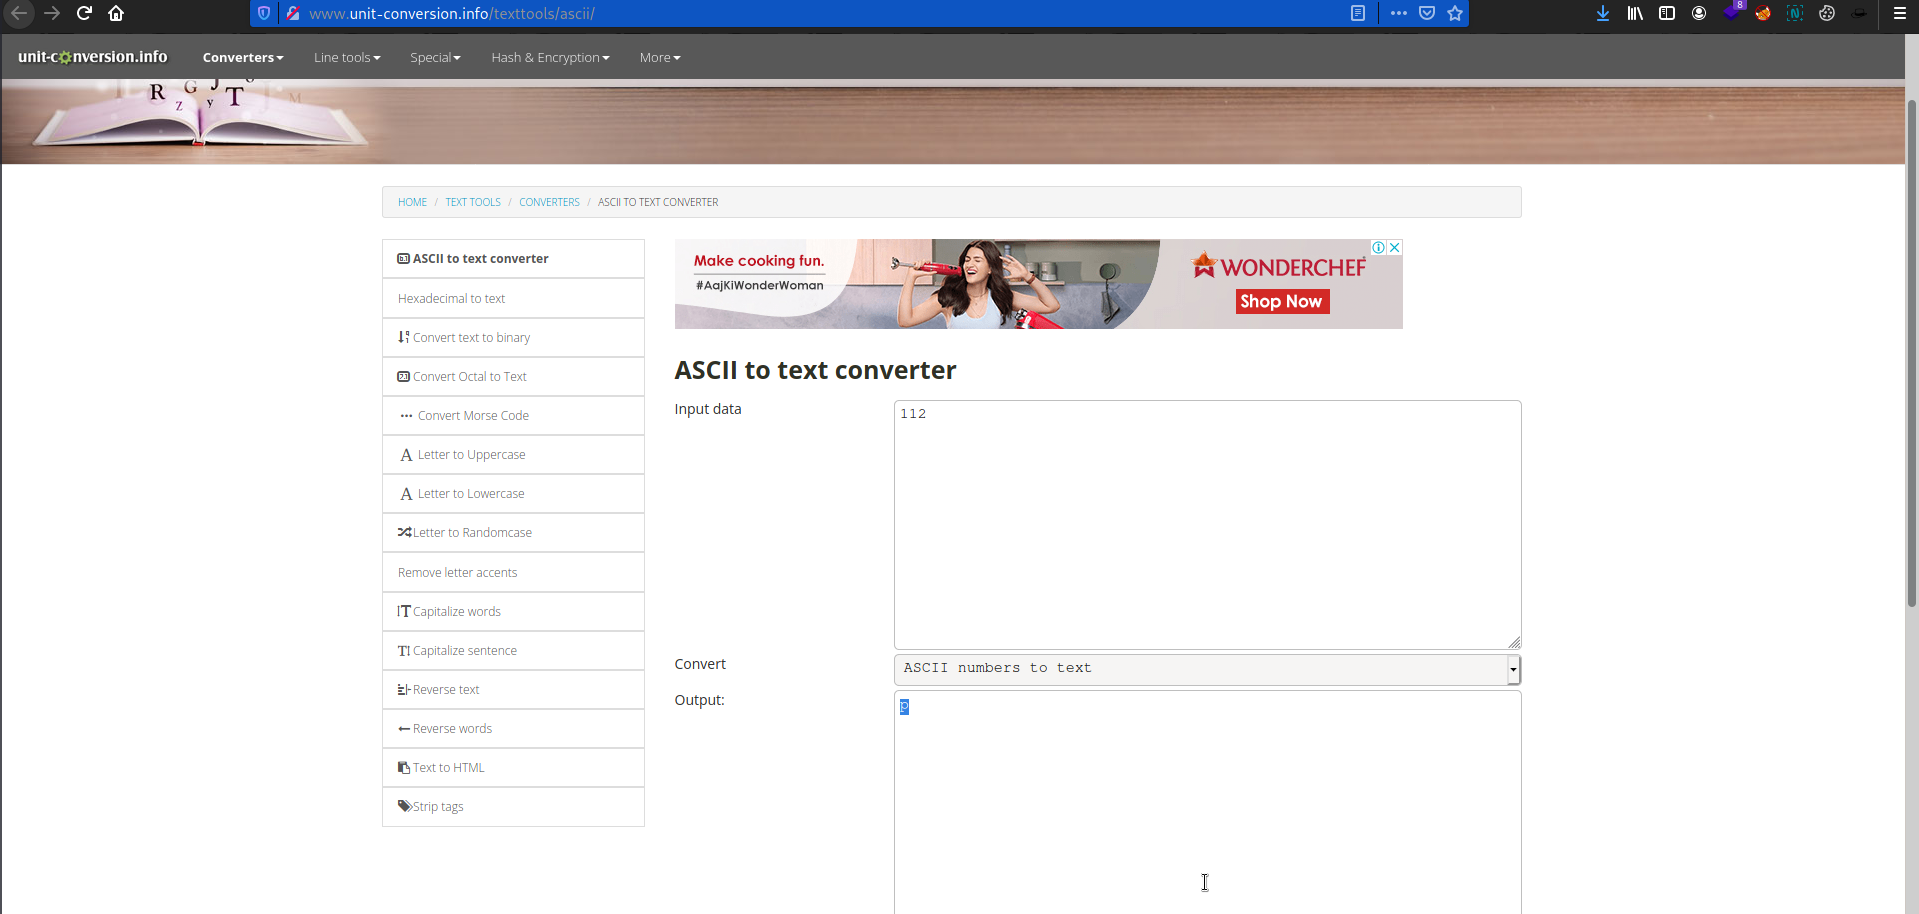 www.unit-conversion.info/texttools/ascii/
8
unit-conversion.info Converters Line tools Special Hash & Encryption More
R G J T
z y M
HOME / TEXT TOOLS / CONVERTERS / ASCII TO TEXT CONVERTER
ASCII to text converter
Hexadecimal to text
Convert text to binary
Convert Octal to Text
Convert Morse Code
Letter to Uppercase
Letter to Lowercase
Letter to Randomcase
Remove letter accents
Capitalize words
Capitalize sentence
Reverse text
Reverse words
Text to HTML
Strip tags
Make cooking fun.
#AajKiWonderWoman
WONDERCHEF
Shop Now
ASCII to text converter
Input data
112
Convert
ASCII numbers to text
Output:
p